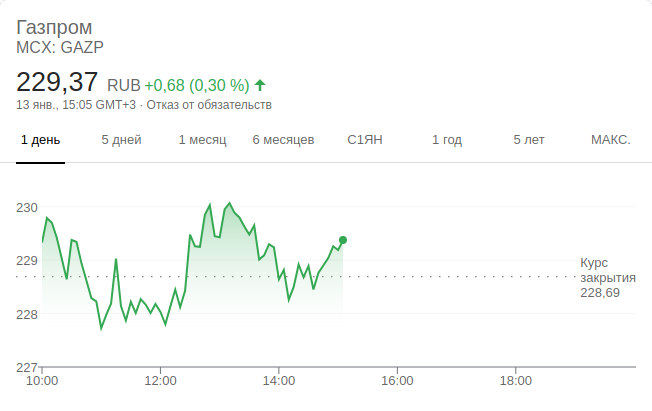 Газпром
MCX: GAZP
229,37 RUB +0,68 (0,30 %) ↑
13 янв., 15:05 GMT+3 · Отказ от обязательств
1 день 5 дней 1 месяц 6 месяцев С1ЯН 1 год 5 лет МАКС.
230
229
Курс
закрытия
228,69
228
227
10:00 12:00 14:00 16:00 18:00